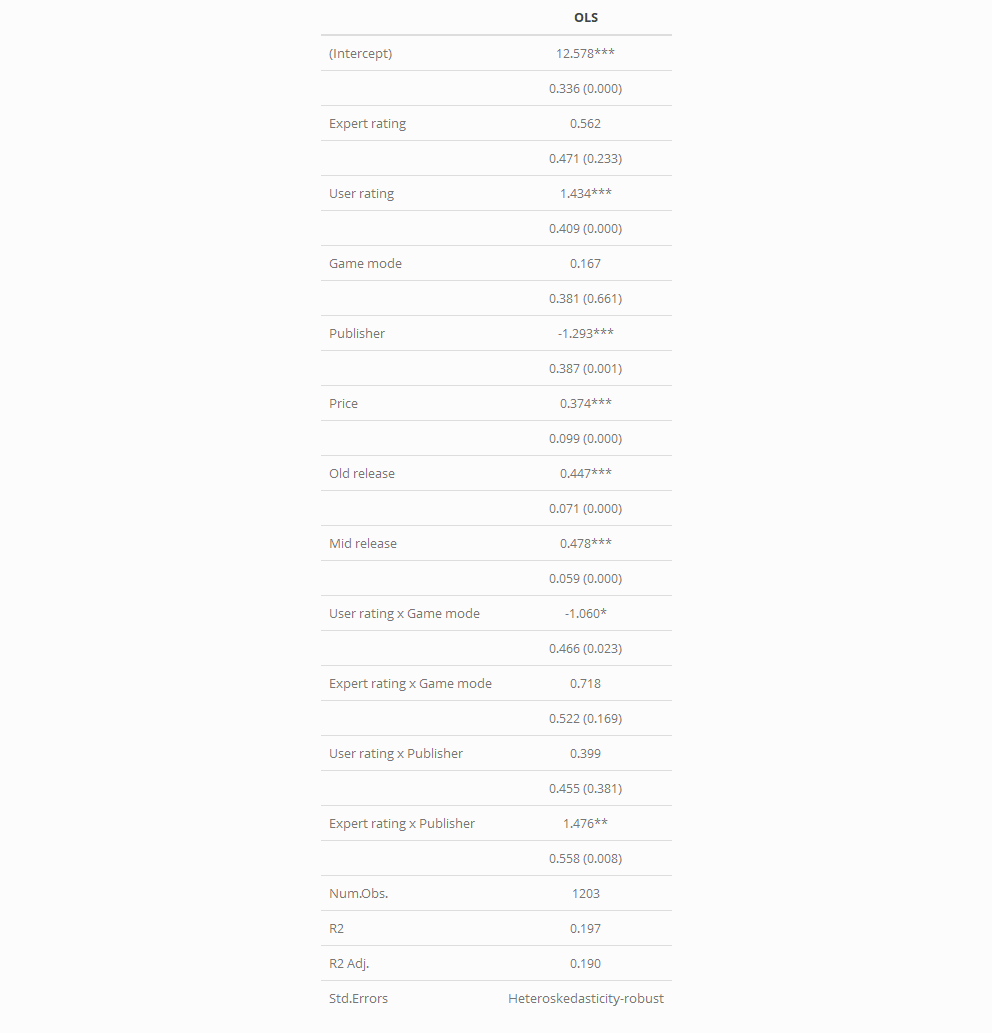 OLS
(Intercept) 12.578***
0.336 (0.000)
Expert rating 0.562
0.471 (0.233)
User rating 1.434***
0.409 (0.000)
Game mode 0.167
0.381 (0.661)
Publisher -1.293***
0.387 (0.001)
Price 0.374***
0.099 (0.000)
Old release 0.447***
0.071 (0.000)
Mid release 0.478***
0.059 (0.000)
User rating x Game mode -1.060*
0.466 (0.023)
Expert rating x Game mode 0.718
0.522 (0.169)
User rating x Publisher 0.399
0.455 (0.381)
Expert rating x Publisher 1.476**
0.558 (0.008)
Num.Obs. 1203
R2 0.197
R2 Adj. 0.190
Std.Errors Heteroskedasticity-robust